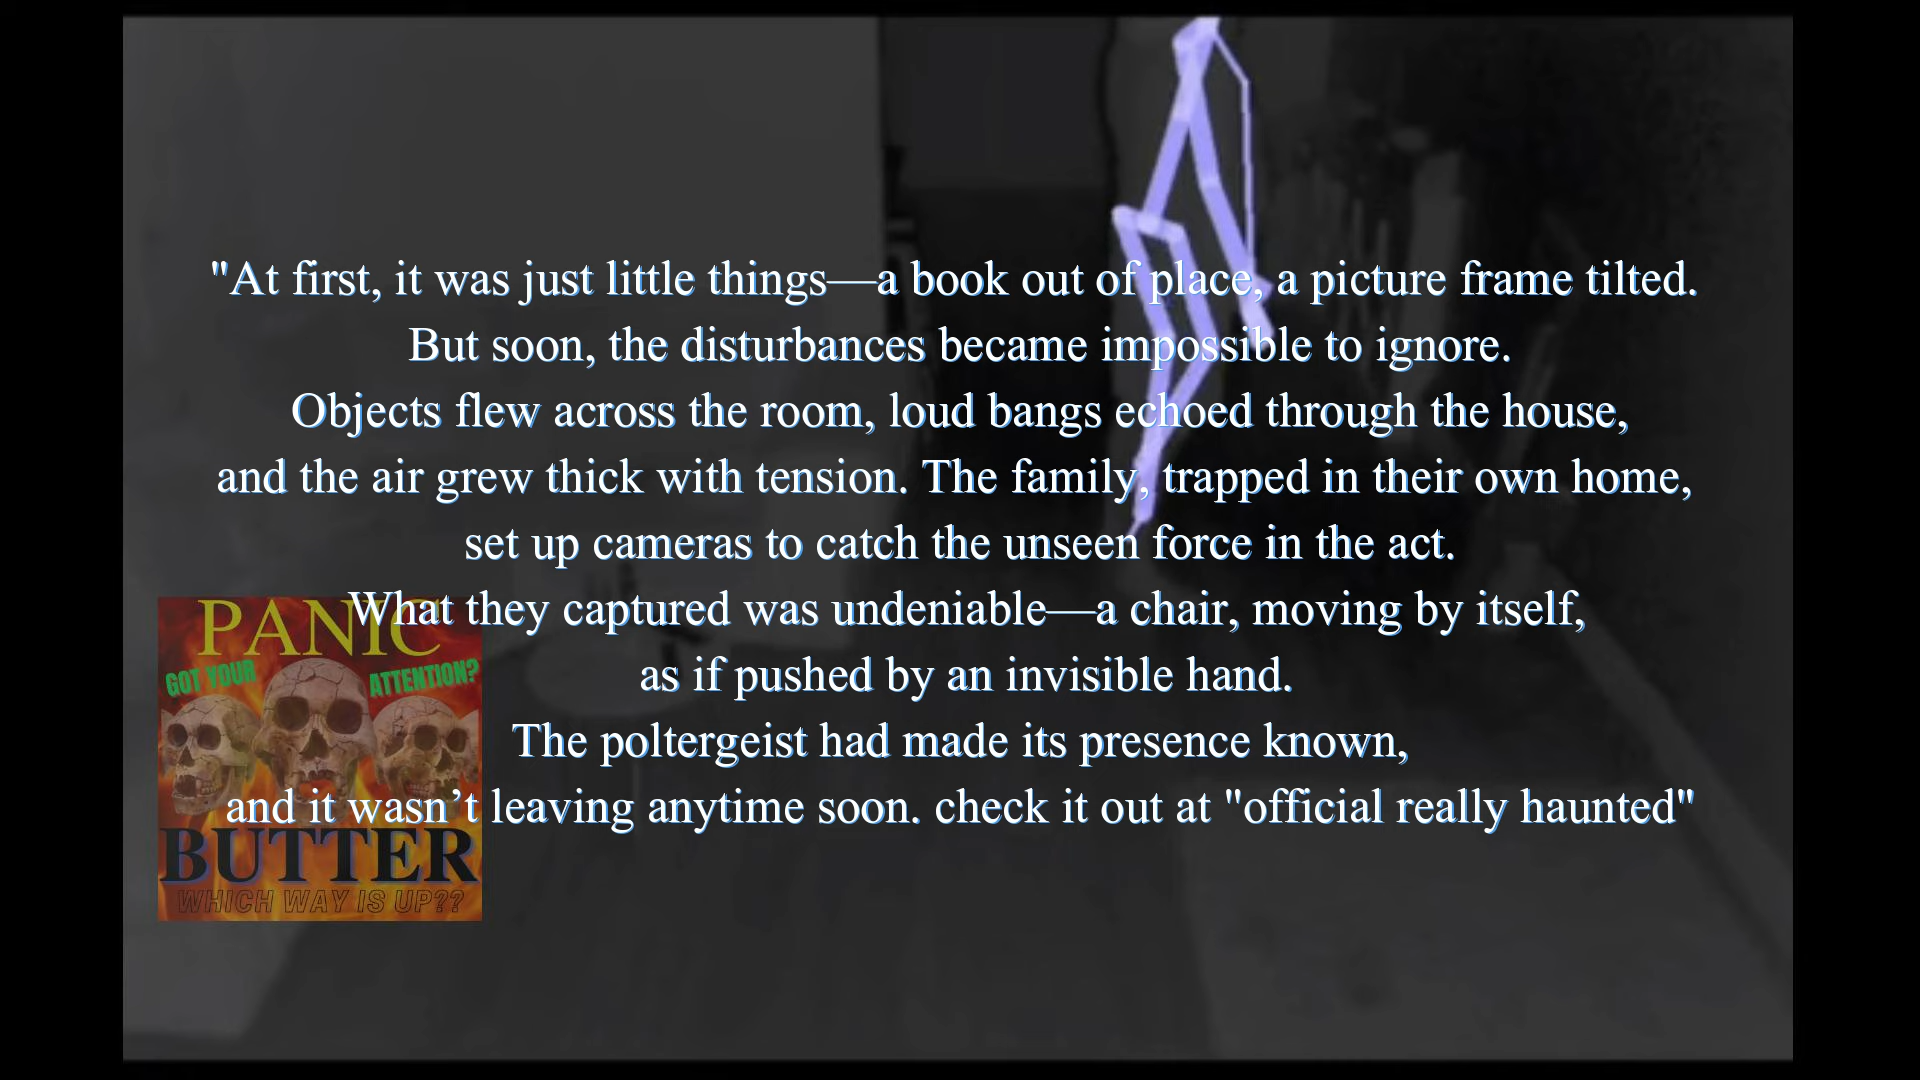 "At first, it was just little things—a book out of place, a picture frame tilted.
But soon, the disturbances became impossible to ignore.
Objects flew across the room, loud bangs echoed through the house,
and the air grew thick with tension. The family, trapped in their own home,
set up cameras to catch the unseen force in the act.
What they captured was undeniable—a chair, moving by itself,
as if pushed by an invisible hand.
The poltergeist had made its presence known,
and it wasn’t leaving anytime soon. check it out at "official really haunted"
PANIC
GOT YOUR ATTENTION?
BUTTER
WHICH WAY IS UP??